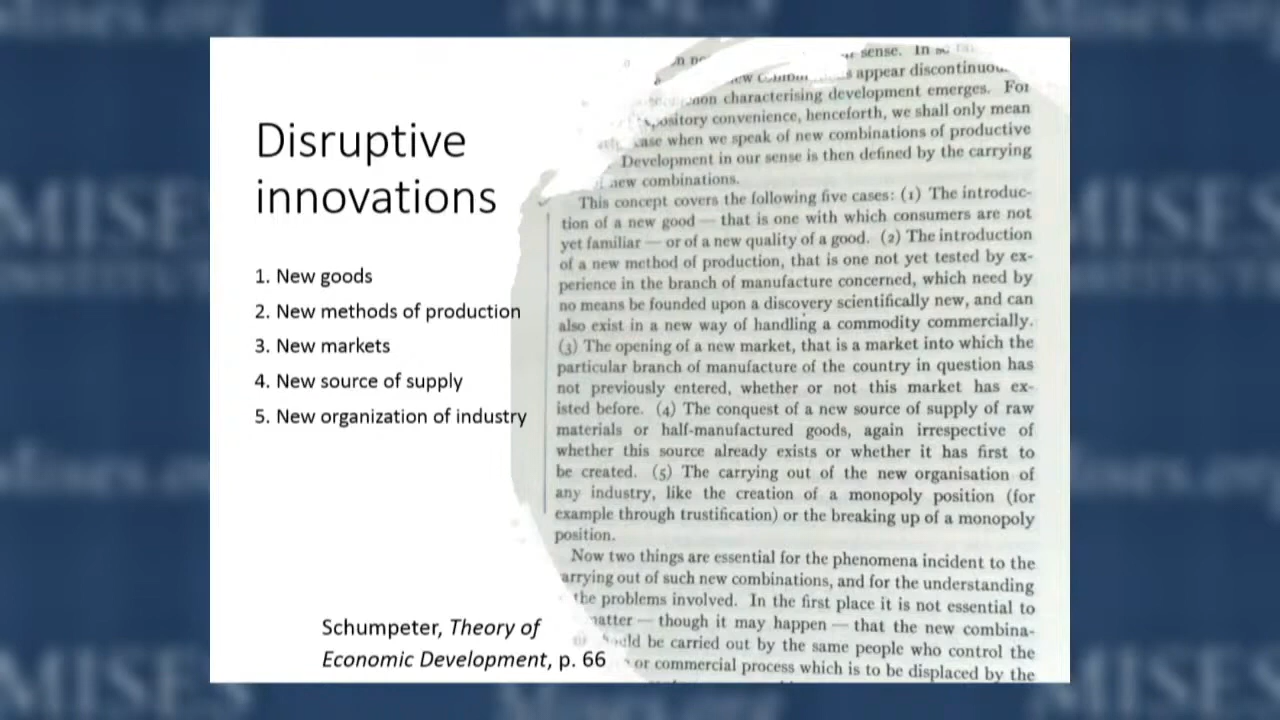 Disruptive
innovations
1. New goods
2. New methods of production
3. New markets
4. New source of supply
5. New organization of industry
Schumpeter, Theory of
Economic Development, p. 66
sense. In
appear discontinuou
characterising development emerges. For
pository convenience, henceforth, we shall only mean
case when we speak of new combinations of productive
Development in our sense is then defined by the carrying
new combinations.
This concept covers the following five cases: (1) The introduc-
tion of a new good — that is one with which consumers are not
yet familiar — or of a new quality of a good. (2) The introduction
of a new method of production, that is one not yet tested by ex-
perience in the branch of manufacture concerned, which need by
no means be founded upon a discovery scientifically new, and can
also exist in a new way of handling a commodity commercially.
(3) The opening of a new market, that is a market into which the
particular branch of manufacture of the country in question has
not previously entered, whether or not this market has ex-
isted before. (4) The conquest of a new source of supply of raw
materials or half-manufactured goods, again irrespective of
whether this source already exists or whether it has first to
be created. (5) The carrying out of the new organisation of
any industry, like the creation of a monopoly position (for
example through trustification) or the breaking up of a monopoly
position.
Now two things are essential for the phenomena incident to the
arrying out of such new combinations, and for the understanding
the problems involved. In the first place it is not essential to
matter — though it may happen — that the new combina-
be carried out by the same people who control the
or commercial process which is to be displaced by the
MISES
Mises.org
MISES
MISES
Mises.org
MISES
MISES